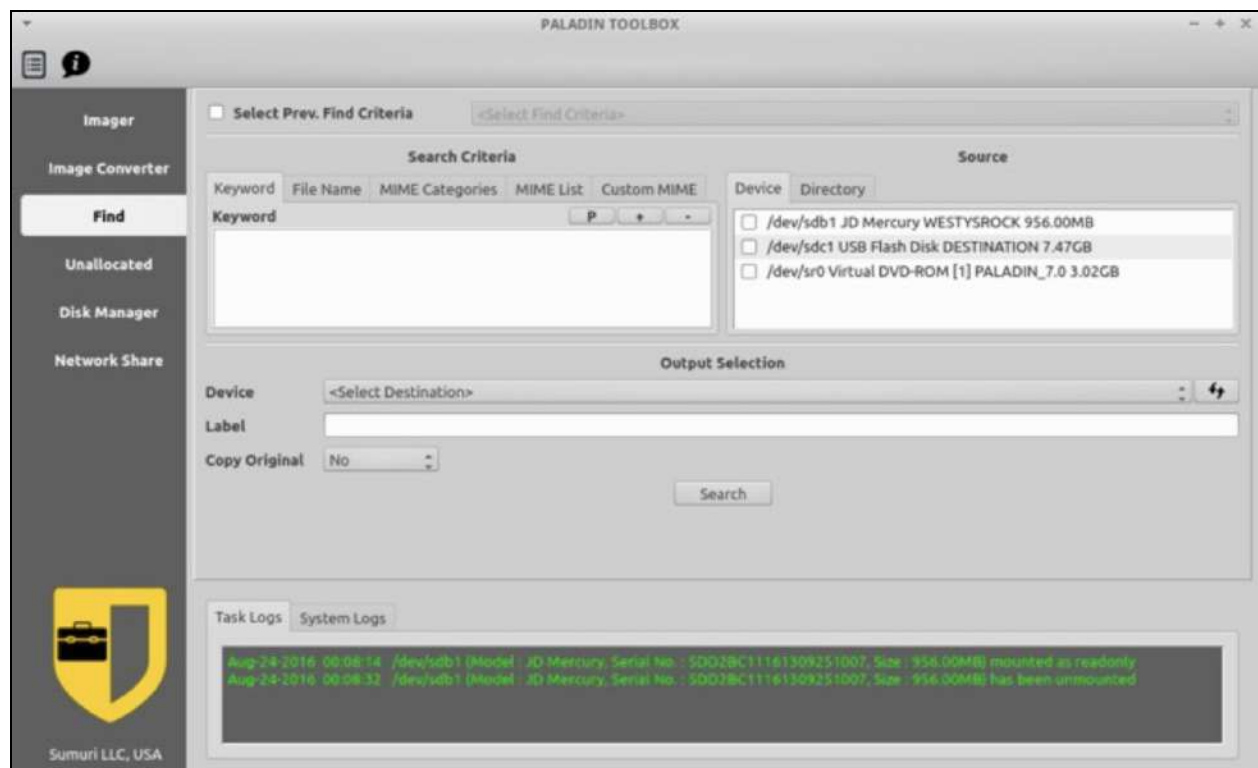 PALADIN TOOLBOX
Imager
Image Converter
Find
Unallocated
Disk Manager
Network Share
Sumuri LLC, USA
Select Prev. Find Criteria <Select Find Criteria>
Search Criteria
Keyword File Name MIME Categories MIME List Custom MIME
Keyword P + -
Source
Device Directory
/dev/sdb1 JD Mercury WESTYSROCK 956.00MB
/dev/sdc1 USB Flash Disk DESTINATION 7.47GB
/dev/sr0 Virtual DVD-ROM [1] PALADIN_7.0 3.02GB
Output Selection
Device <Select Destination>
Label
Copy Original No
Search
Task Logs System Logs
Aug-24-2016 00:08:14 /dev/sdb1 (Model : JD Mercury, Serial No. : Size : 956.00MB) mounted as readonly
Aug-24-2016 00:08:32 /dev/sdb1 (Model : JD Mercury, Serial No. : Size : 956.00MB) has been unmounted